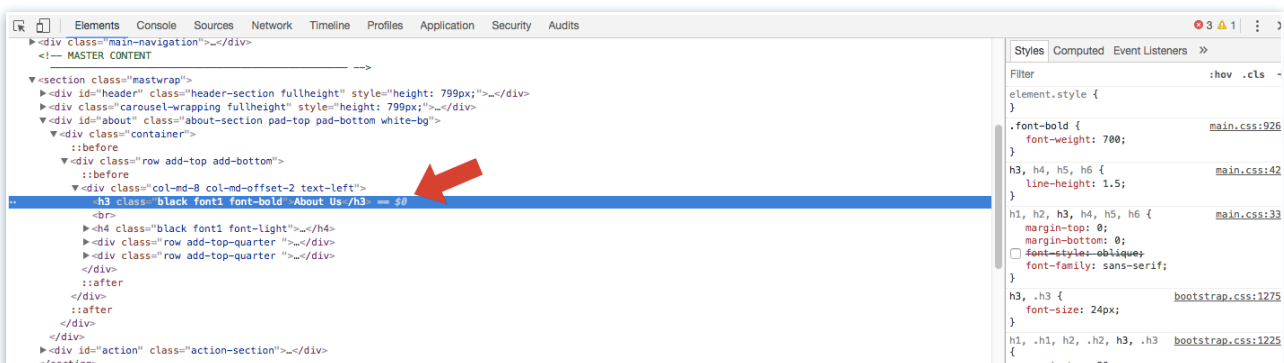 Elements Console Sources Network Timeline Profiles Application Security Audits 3 1
▶<div class="main-navigation">…</div>
<!-- MASTER CONTENT
———————————————————————————————————————————————— -->
▼<section class="mastwrap">
▶<div id="header" class="header-section fullheight" style="height: 799px;">…</div>
▶<div class="carousel-wrapping fullheight" style="height: 799px;">…</div>
▼<div id="about" class="about-section pad-top pad-bottom white-bg">
▼<div class="container">
::before
▼<div class="row add-top add-bottom">
::before
▼<div class="col-md-8 col-md-offset-2 text-left">
<h3 class="black font1 font-bold">About Us</h3> == $0
<br>
▶<h4 class="black font1 font-light">…</h4>
▶<div class="row add-top-quarter ">…</div>
▶<div class="row add-top-quarter ">…</div>
</div>
::after
</div>
::after
</div>
</div>
▶<div id="action" class="action-section">…</div>
</section>
Styles Computed Event Listeners »
Filter :hov .cls
element.style {
}
.font-bold { main.css:926
font-weight: 700;
}
h3, h4, h5, h6 { main.css:42
line-height: 1.5;
}
h1, h2, h3, h4, h5, h6 { main.css:33
margin-top: 0;
margin-bottom: 0;
font-style: oblique;
font-family: sans-serif;
}
h3, .h3 { bootstrap.css:1275
font-size: 24px;
}
h1, .h1, h2, .h2, h3, .h3 bootstrap.css:1225
{